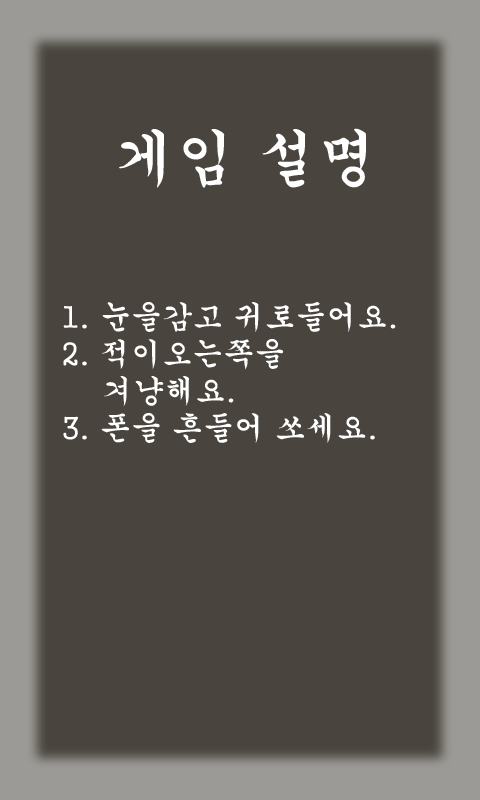 게임 설명
1. 눈을감고 귀로들어요.
2. 적이오는쪽을
겨냥해요.
3. 폰을 흔들어 쏘세요.